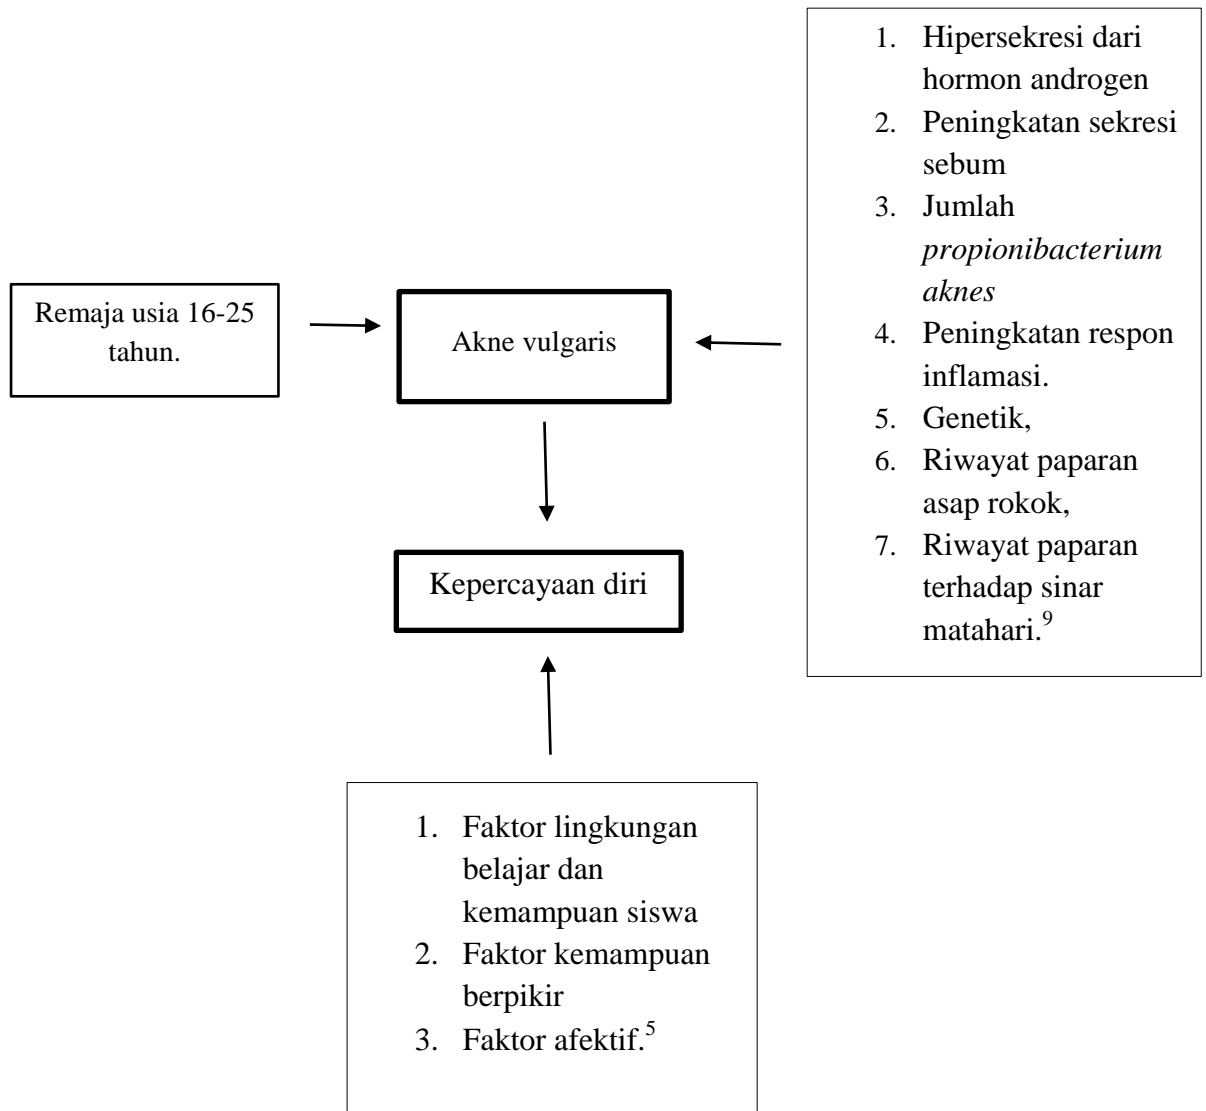 Remaja usia 16-25
tahun.
Akne vulgaris
1. Hipersekresi dari
hormon androgen
2. Peningkatan sekresi
sebum
3. Jumlah
propionibacterium
aknes
4. Peningkatan respon
inflamasi.
5. Genetik,
6. Riwayat paparan
asap rokok,
7. Riwayat paparan
terhadap sinar
matahari.9
Kepercayaan diri
1. Faktor lingkungan
belajar dan
kemampuan siswa
2. Faktor kemampuan
berpikir
3. Faktor afektif.5